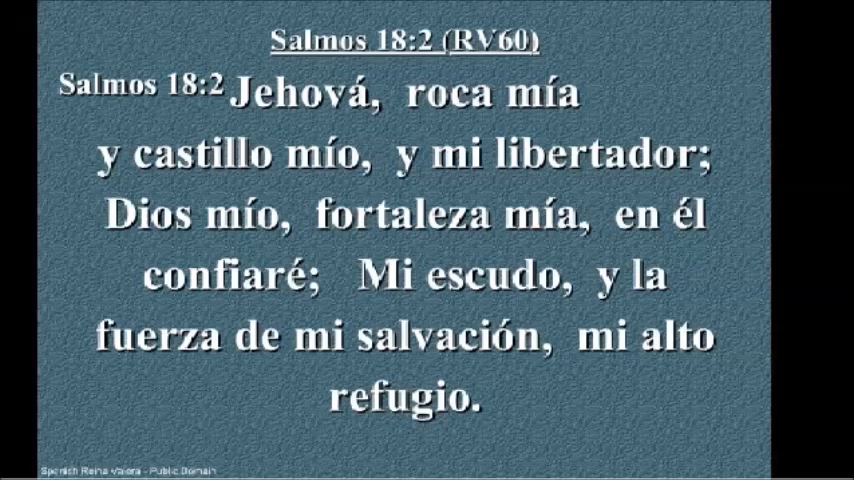 Salmos 18:2 (RV60)
Salmos 18:2 Jehová, roca mía
y castillo mío, y mi libertador;
Dios mío, fortaleza mía, en él
confiaré; Mi escudo, y la
fuerza de mi salvación, mi alto
refugio.
Spanish Reina Valera - Public Domain